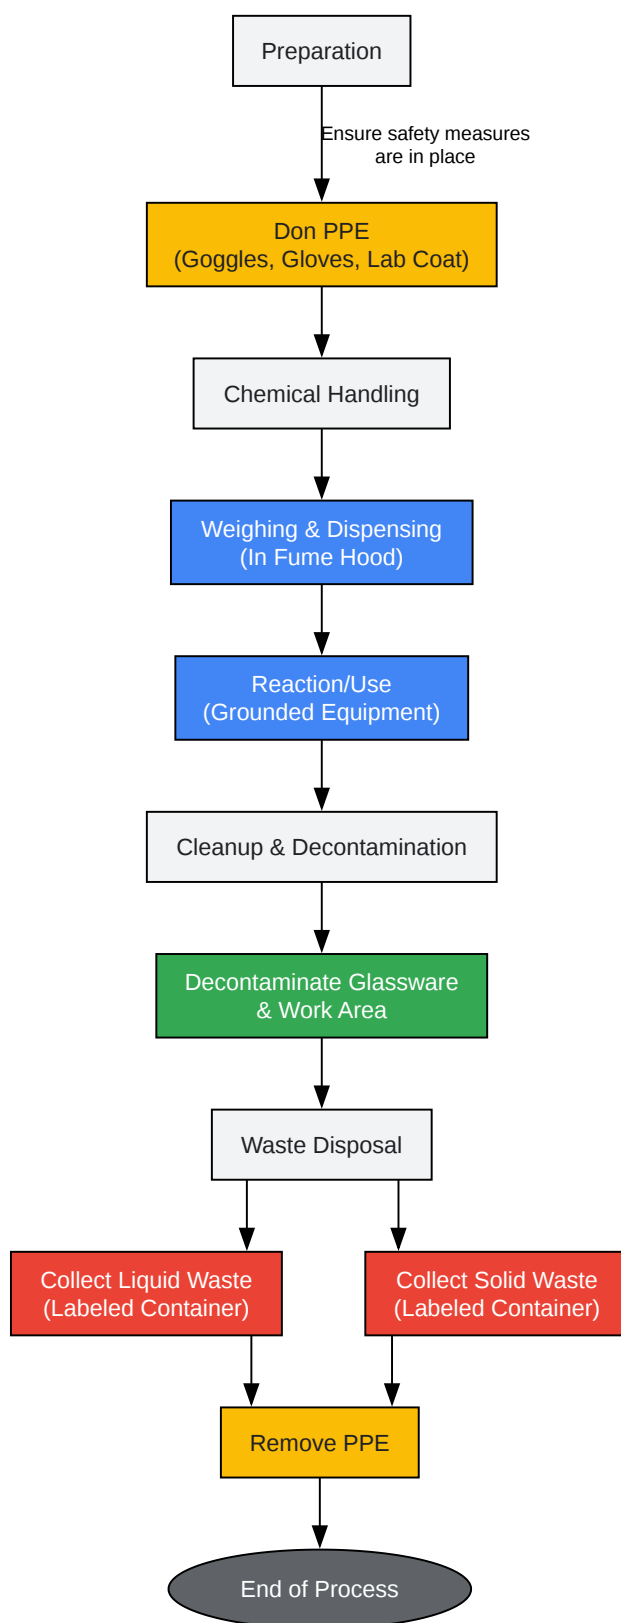 Preparation
Ensure safety measures
are in place
Don PPE
(Goggles, Gloves, Lab Coat)
Chemical Handling
Weighing & Dispensing
(In Fume Hood)
Reaction/Use
(Grounded Equipment)
Cleanup & Decontamination
Decontaminate Glassware
& Work Area
Waste Disposal
Collect Liquid Waste
(Labeled Container)
Collect Solid Waste
(Labeled Container)
Remove PPE
End of Process